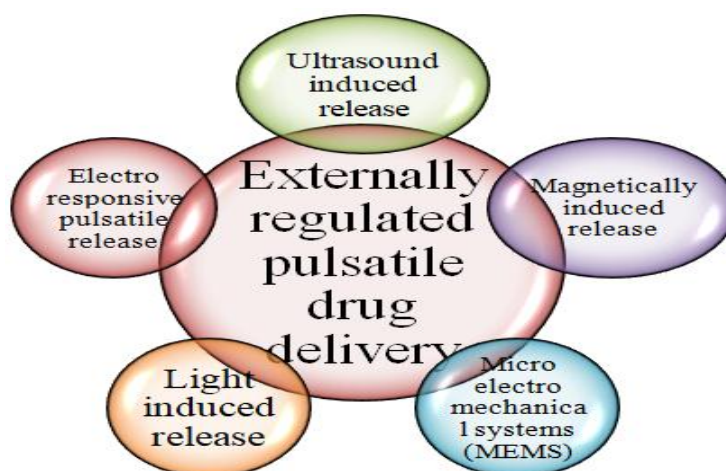 Ultrasound
induced
release
Electro
responsive
pulsatile
release
Externally
regulated
pulsatile
drug
delivery
Magnetically
induced
release
Light
induced
release
Micro
electro
mechanica
l systems
(MEMS)